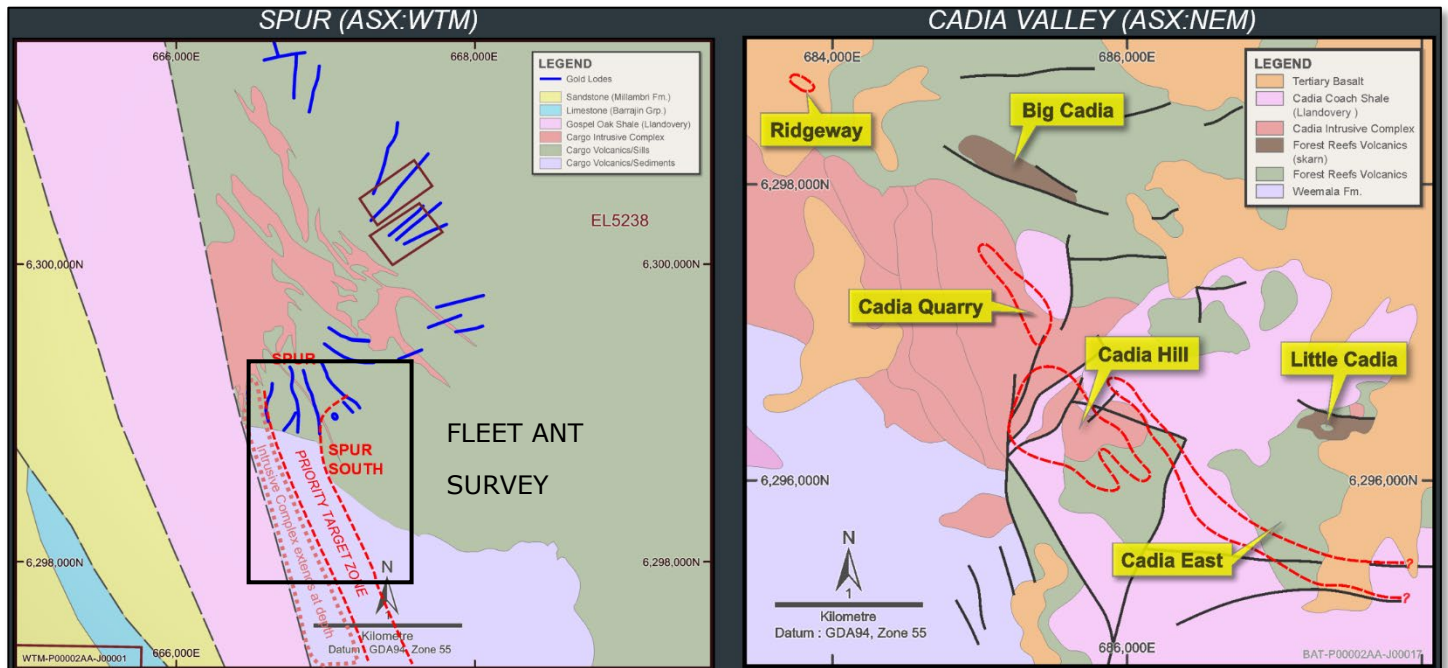 SPUR (ASX:WTM)
666,000E
668,000E
LEGEND
Gold Lodes
Sandstone (Millambri Fm.)
Limestone (Barrajin Grp.)
Gospel Oak Shale (Llandovery)
Cargo Intrusive Complex
Cargo Volcanics/Sills
Cargo Volcanics/Sediments
EL5238
6,300,000N
6,300,000N
SPUR
SPUR
SOUTH
FLEET ANT
SURVEY
PRIORITY TARGET ZONE
Intrusive Complex extends at depth
6,298,000N
6,298,000N
N
1
Kilometre
Datum : GDA94, Zone 55
WTM-P00002AA-J00001
666,000E
CADIA VALLEY (ASX:NEM)
684,000E
686,000E
LEGEND
Tertiary Basalt
Cadia Coach Shale
(Llandovery )
Cadia Intrusive Complex
Forest Reefs Volcanics
(skarn)
Forest Reefs Volcanics
Weemala Fm.
Ridgeway
Big Cadia
6,298,000N
6,298,000N
Cadia Quarry
Cadia Hill
Little Cadia
6,296,000N
6,296,000N
Cadia East
?
?
N
1
Kilometre
Datum : GDA94, Zone 55
686,000E
BAT-P00002AA-J00017